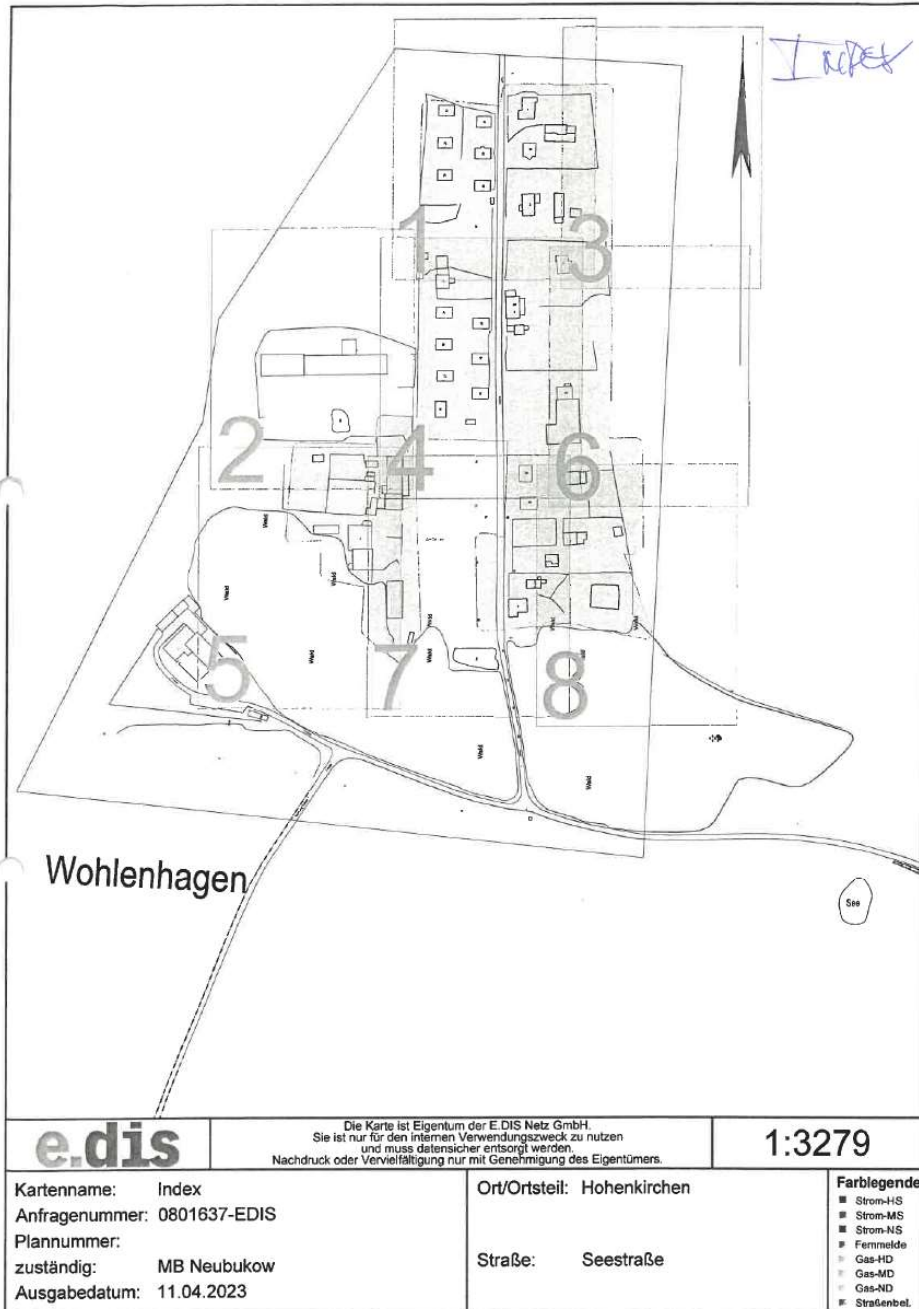 Index
1
3
2
4
6
Wald
Wald
Wald
Wald
Wald
Wald
Wald
Wald
5
7
8
Wald
Wald
Wohlenhagen
See
e.dis
Die Karte ist Eigentum der E.DIS Netz GmbH.
Sie ist nur für den internen Verwendungszweck zu nutzen
und muss datensicher entsorgt werden.
Nachdruck oder Vervielfältigung nur mit Genehmigung des Eigentümers.
1:3279
Kartenname: Index
Anfragenummer: 0801637-EDIS
Plannummer:
zuständig: MB Neubukow
Ausgabedatum: 11.04.2023
Ort/Ortsteil: Hohenkirchen
Straße: Seestraße
Farblegende
Strom-HS
Strom-MS
Strom-NS
Fernmelde
Gas-HD
Gas-MD
Gas-ND
Straßenbel.